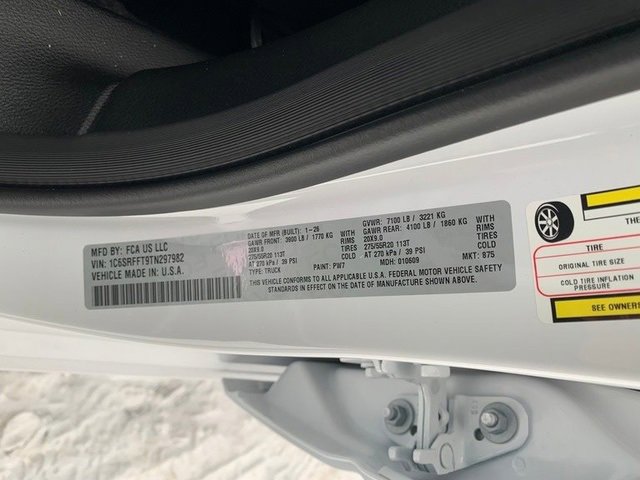 MFD BY: FCA US LLC
VIN: 1C6SRFFT9TN297982
VEHICLE MADE IN U.S.A.
DATE OF MFR (BUILT): 1-26 GVWR: 7100 LB / 3221 KG
GAWR FRONT: 3900 LB / 1770 KG WITH GAWR REAR: 4100 LB / 1860 KG WITH
20X9.0 RIMS 20X9.0 RIMS
275/55R20 113T TIRES 275/55R20 113T TIRES
AT 270 kPa / 39 PSI COLD AT 270 kPa / 39 PSI COLD
TYPE: TRUCK PAINT: PW7 MDH: 010609 MKT: 875
THIS VEHICLE CONFORMS TO ALL APPLICABLE U.S.A. FEDERAL MOTOR VEHICLE SAFETY
STANDARDS IN EFFECT ON THE DATE OF MANUFACTURE SHOWN ABOVE.
ORIGINAL TIRE SIZE
COLD TIRE INFLATION
PRESSURE
SEE OWNERS